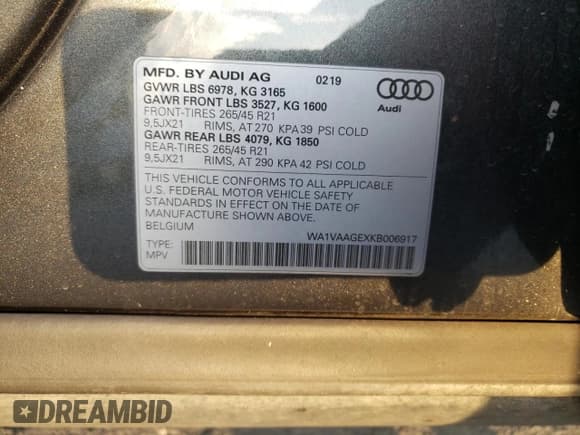 MFD. BY AUDI AG 0219
GVWR LBS 6978, KG 3165
GAWR FRONT LBS 3527, KG 1600
FRONT-TIRES 265/45 R21
9,5JX21 RIMS, AT 270 KPA 39 PSI COLD
GAWR REAR LBS 4079, KG 1850
REAR-TIRES 265/45 R21
9,5JX21 RIMS, AT 290 KPA 42 PSI COLD
Audi
THIS VEHICLE CONFORMS TO ALL APPLICABLE
U.S. FEDERAL MOTOR VEHICLE SAFETY
STANDARDS IN EFFECT ON THE DATE OF
MANUFACTURE SHOWN ABOVE.
BELGIUM
WA1VAAGEXKB006917
TYPE:
MPV
DREAMBID